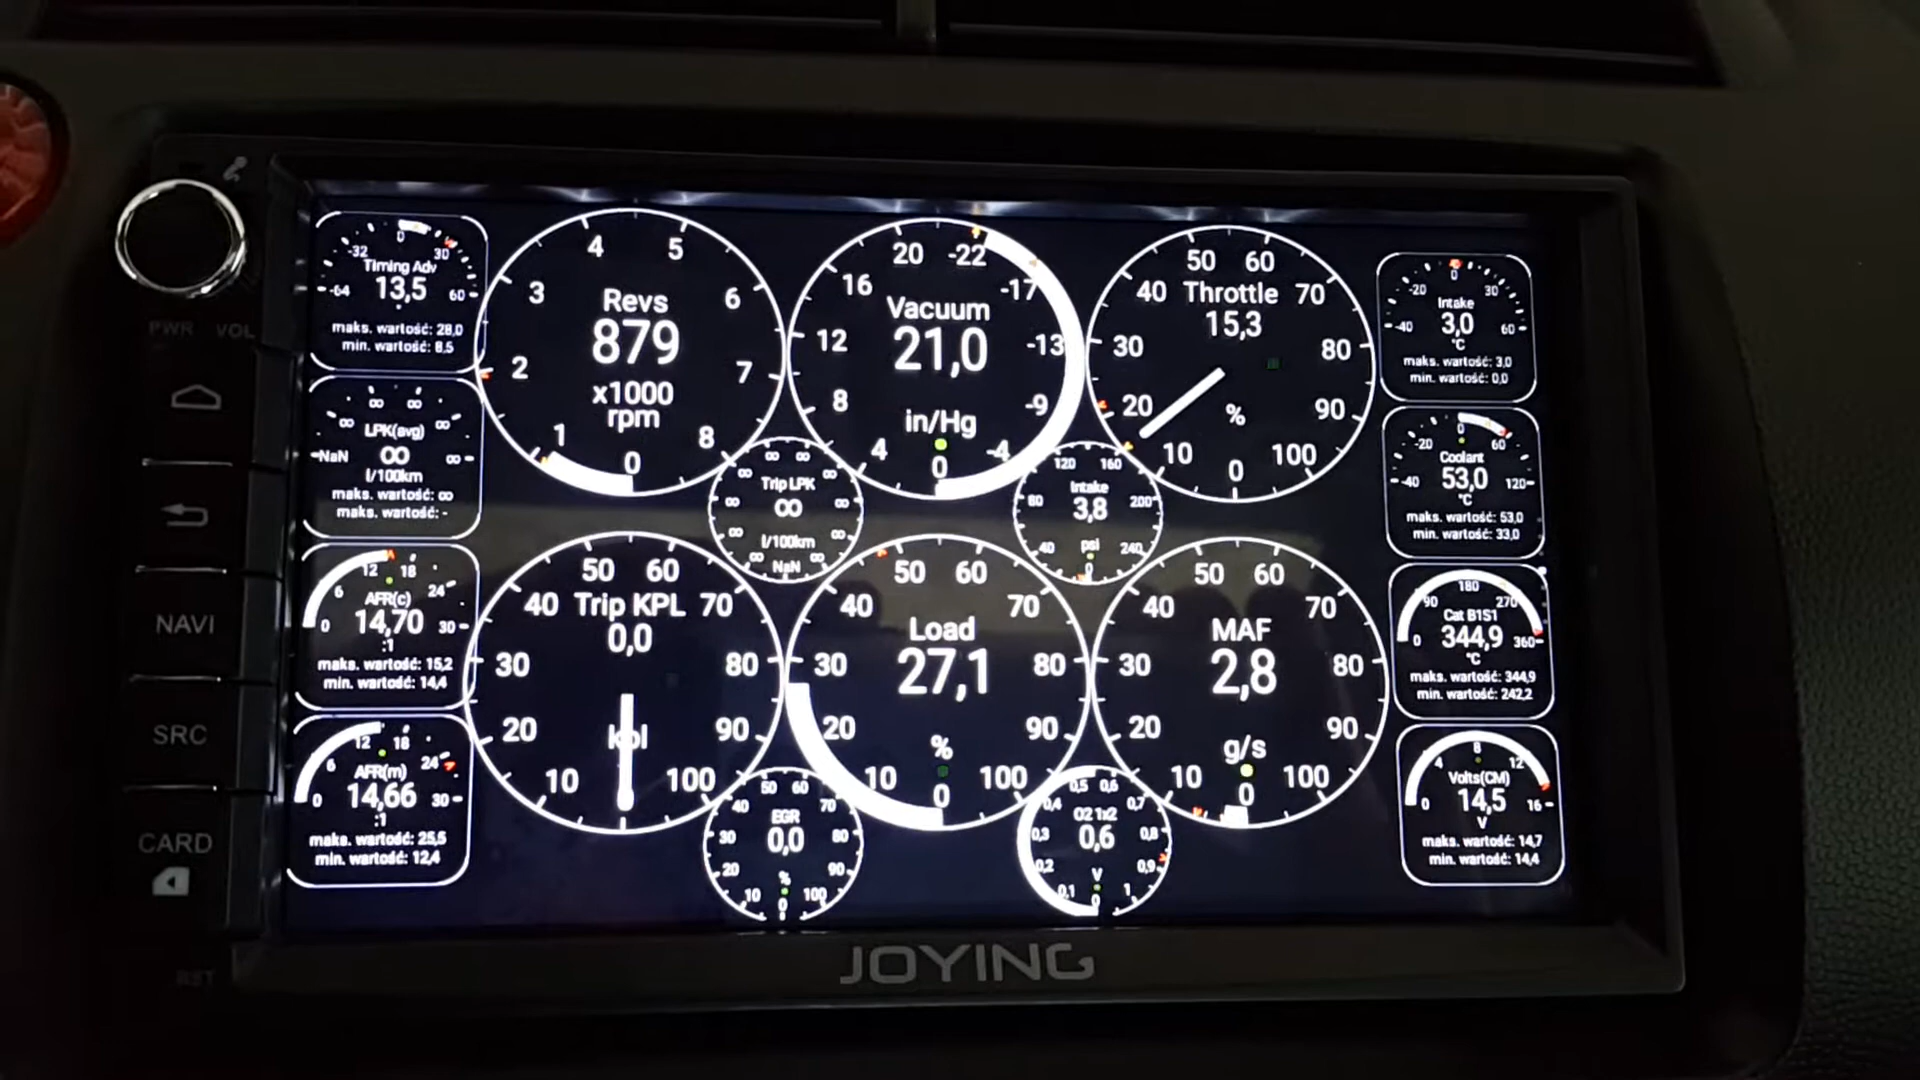 PWR VOL
NAVI
SRC
CARD
RST
-64 -32 0 30 60
Timing Adv
13,5
maks. wartość: 28,0
min. wartość: 8,5
NaN ∞ ∞ ∞ ∞ ∞
LPK(avg)
∞
l/100km
maks. wartość: ∞
maks. wartość: -
0 6 12 18 24 30
AFR(c)
14,70
:1
maks. wartość: 15,2
min. wartość: 14,4
0 6 12 18 24 30
AFR(m)
14,66
:1
maks. wartość: 25,5
min. wartość: 12,4
0 1 2 3 4 5 6 7 8
Revs
879
x1000
rpm
0 4 8 12 16 20 -22 -17 -13 -9 -4
Vacuum
21,0
in/Hg
0 10 20 30 40 50 60 70 80 90 100
Throttle
15,3
%
∞ ∞ ∞ ∞ ∞ ∞ ∞ ∞ ∞ ∞
Trip LPK
∞
l/100km
NaN
0 40 80 120 160 200 240
Intake
3,8
psi
10 20 30 40 50 60 70 80 90 100
Trip KPL
0,0
kpl
0 10 20 30 40 50 60 70 80 90 100
Load
27,1
%
0 10 20 30 40 50 60 70 80 90 100
MAF
2,8
g/s
0 10 20 30 40 50 60 70 80 90 100
EGR
0,0
%
0 0,1 0,2 0,3 0,4 0,5 0,6 0,7 0,8 0,9 1
O2 1x2
0,6
V
-40 -20 0 30 60
Intake
3,0
°C
maks. wartość: 3,0
min. wartość: 0,0
-40 -20 0 60 120
Coolant
53,0
°C
maks. wartość: 53,0
min. wartość: 33,0
0 90 180 270 360
Cat B1S1
344,9
°C
maks. wartość: 344,9
min. wartość: 242,2
0 4 8 12 16
Volts(CM)
14,5
V
maks. wartość: 14,7
min. wartość: 14,4
JOYING